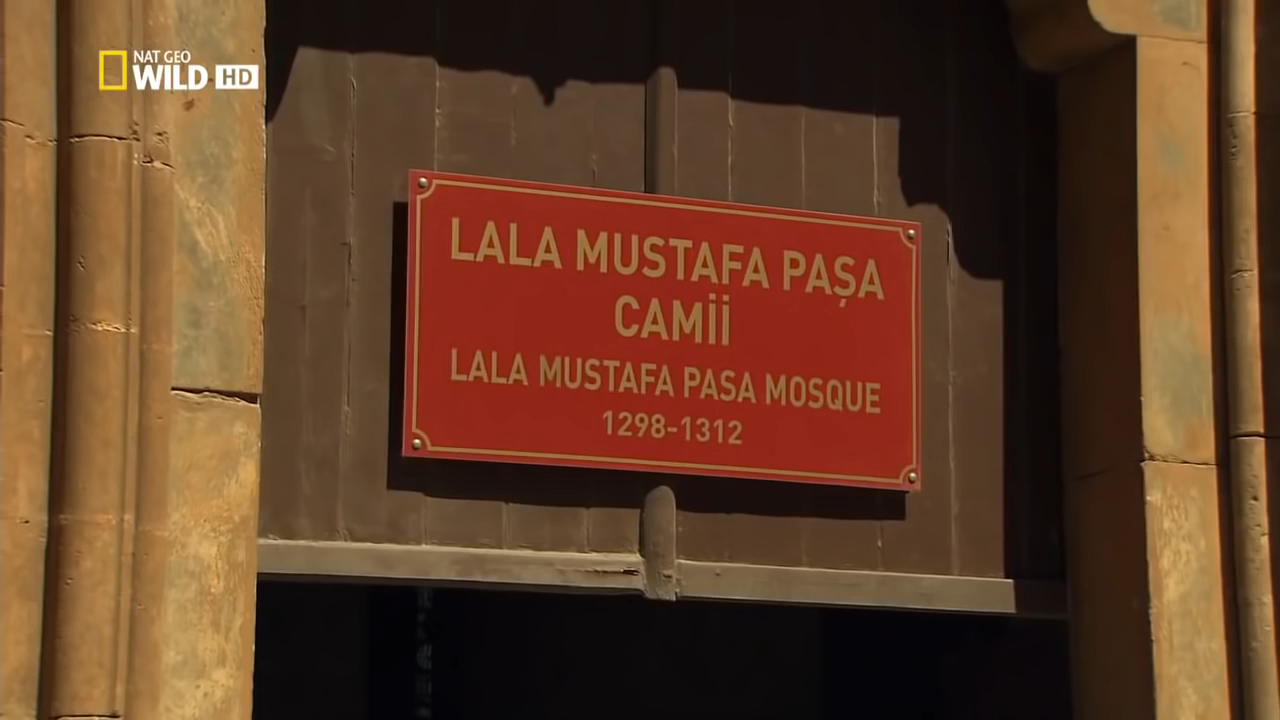 NAT GEO
WILD HD
LALA MUSTAFA PAŞA
CAMİİ
LALA MUSTAFA PASA MOSQUE
1298-1312